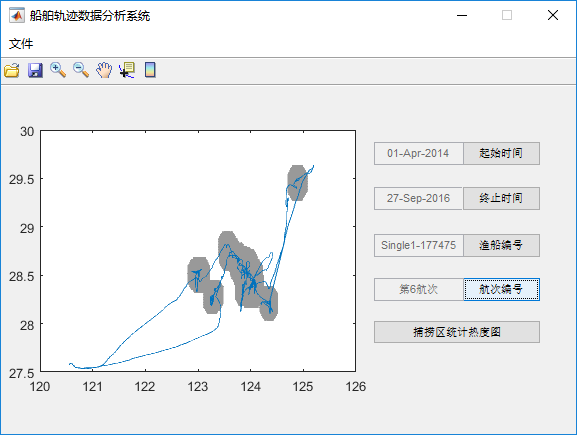 船舶轨迹数据分析系统
文件
30
29.5
29
28.5
28
27.5
120
121
122
123
124
125
126
01-Apr-2014 起始时间
27-Sep-2016 终止时间
Single1-177475 渔船编号
第6航次 航次编号
捕捞区统计热度图